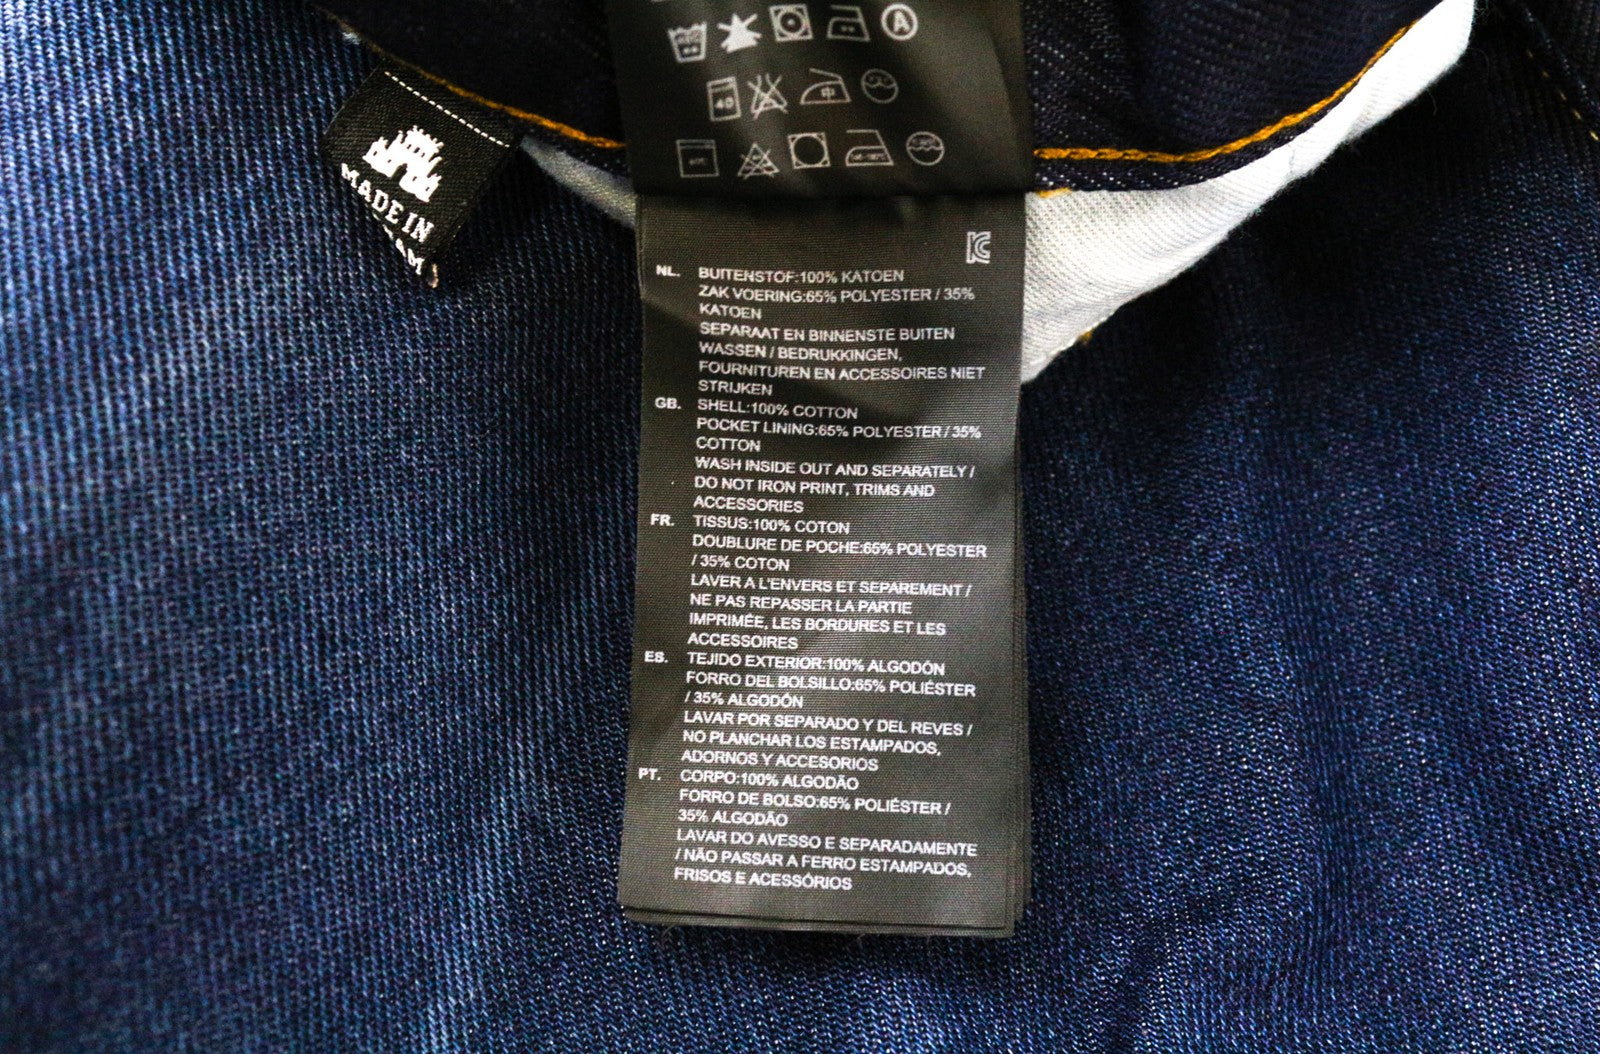 A
40
MADE IN
NL. BUITENSTOF:100% KATOEN
ZAK VOERING:65% POLYESTER / 35%
KATOEN
SEPARAAT EN BINNENSTE BUITEN
WASSEN / BEDRUKKINGEN,
FOURNITUREN EN ACCESSOIRES NIET
STRIJKEN
GB. SHELL:100% COTTON
POCKET LINING:65% POLYESTER / 35%
COTTON
WASH INSIDE OUT AND SEPARATELY /
DO NOT IRON PRINT, TRIMS AND
ACCESSORIES
FR. TISSUS:100% COTON
DOUBLURE DE POCHE:65% POLYESTER
/ 35% COTON
LAVER A L'ENVERS ET SEPAREMENT /
NE PAS REPASSER LA PARTIE
IMPRIMÉE, LES BORDURES ET LES
ACCESSOIRES
ES. TEJIDO EXTERIOR:100% ALGODÓN
FORRO DEL BOLSILLO:65% POLIÉSTER
/ 35% ALGODÓN
LAVAR POR SEPARADO Y DEL REVES /
NO PLANCHAR LOS ESTAMPADOS,
ADORNOS Y ACCESORIOS
PT. CORPO:100% ALGODÃO
FORRO DE BOLSO:65% POLIÉSTER /
35% ALGODÃO
LAVAR DO AVESSO E SEPARADAMENTE
/ NÃO PASSAR A FERRO ESTAMPADOS,
FRISOS E ACESSÓRIOS